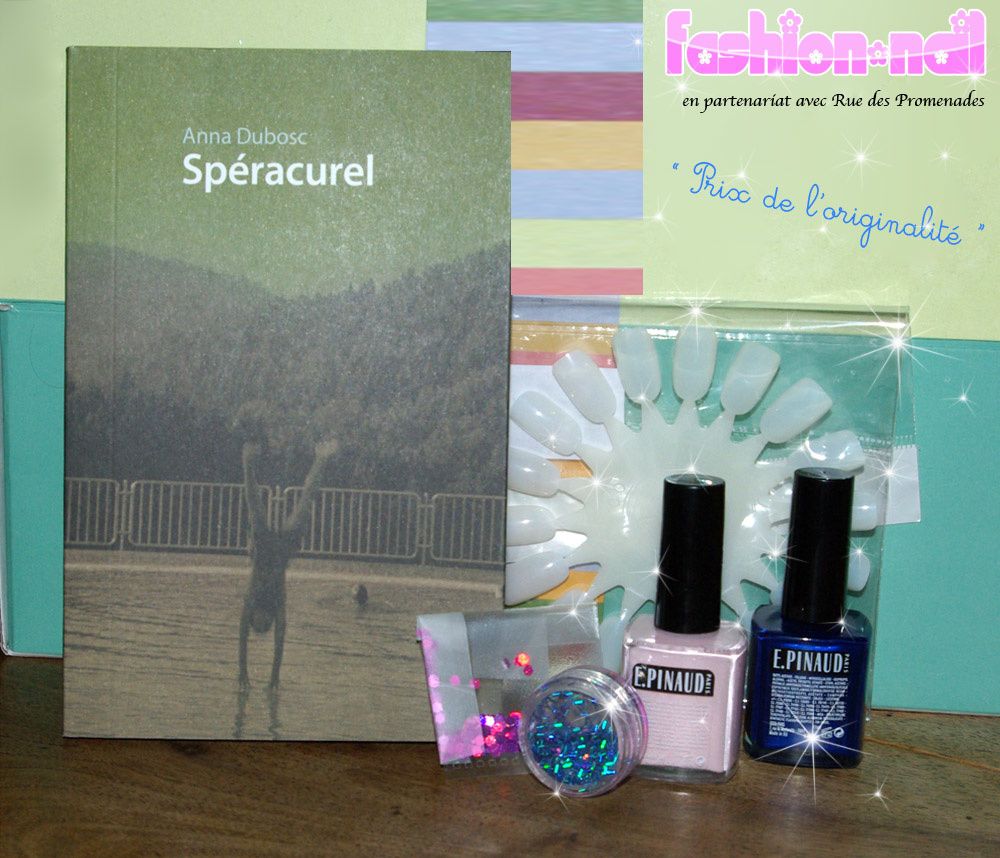 fashion nail
en partenariat avec Rue des Promenades
“ Prix de l'originalité ”
Anna Dubosc
Spéracurel
E.PINAUD
PARIS
E.PINAUD
PARIS